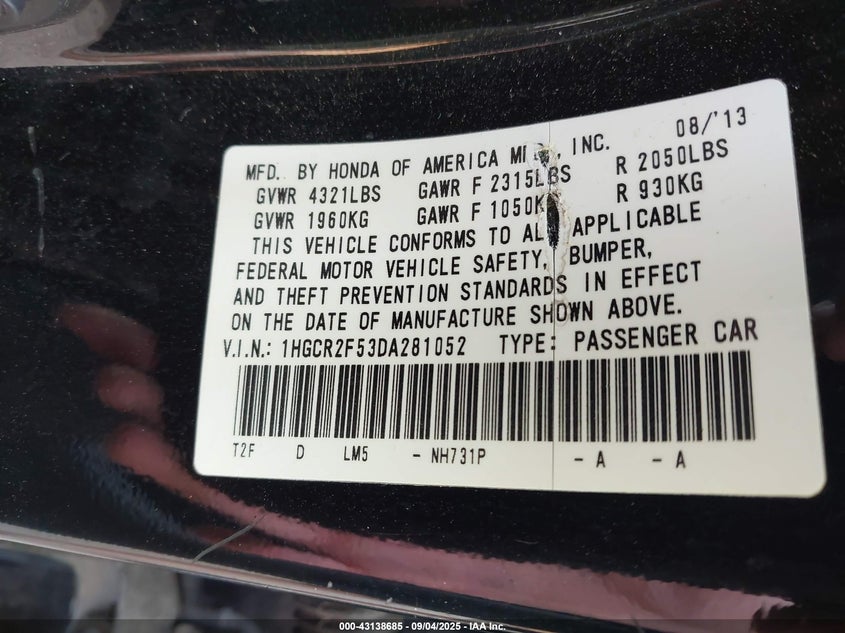 MFD. BY HONDA OF AMERICA MFG., INC. 08/'13
GVWR 4321LBS GAWR F 2315LBS R 2050LBS
GVWR 1960KG GAWR F 1050KG R 930KG
THIS VEHICLE CONFORMS TO ALL APPLICABLE
FEDERAL MOTOR VEHICLE SAFETY, BUMPER,
AND THEFT PREVENTION STANDARDS IN EFFECT
ON THE DATE OF MANUFACTURE SHOWN ABOVE.
V.I.N.: 1HGCR2F53DA281052 TYPE: PASSENGER CAR
T2F D LM5 - NH731P - A - A
000-43138685 - 09/04/2025 - IAA Inc.